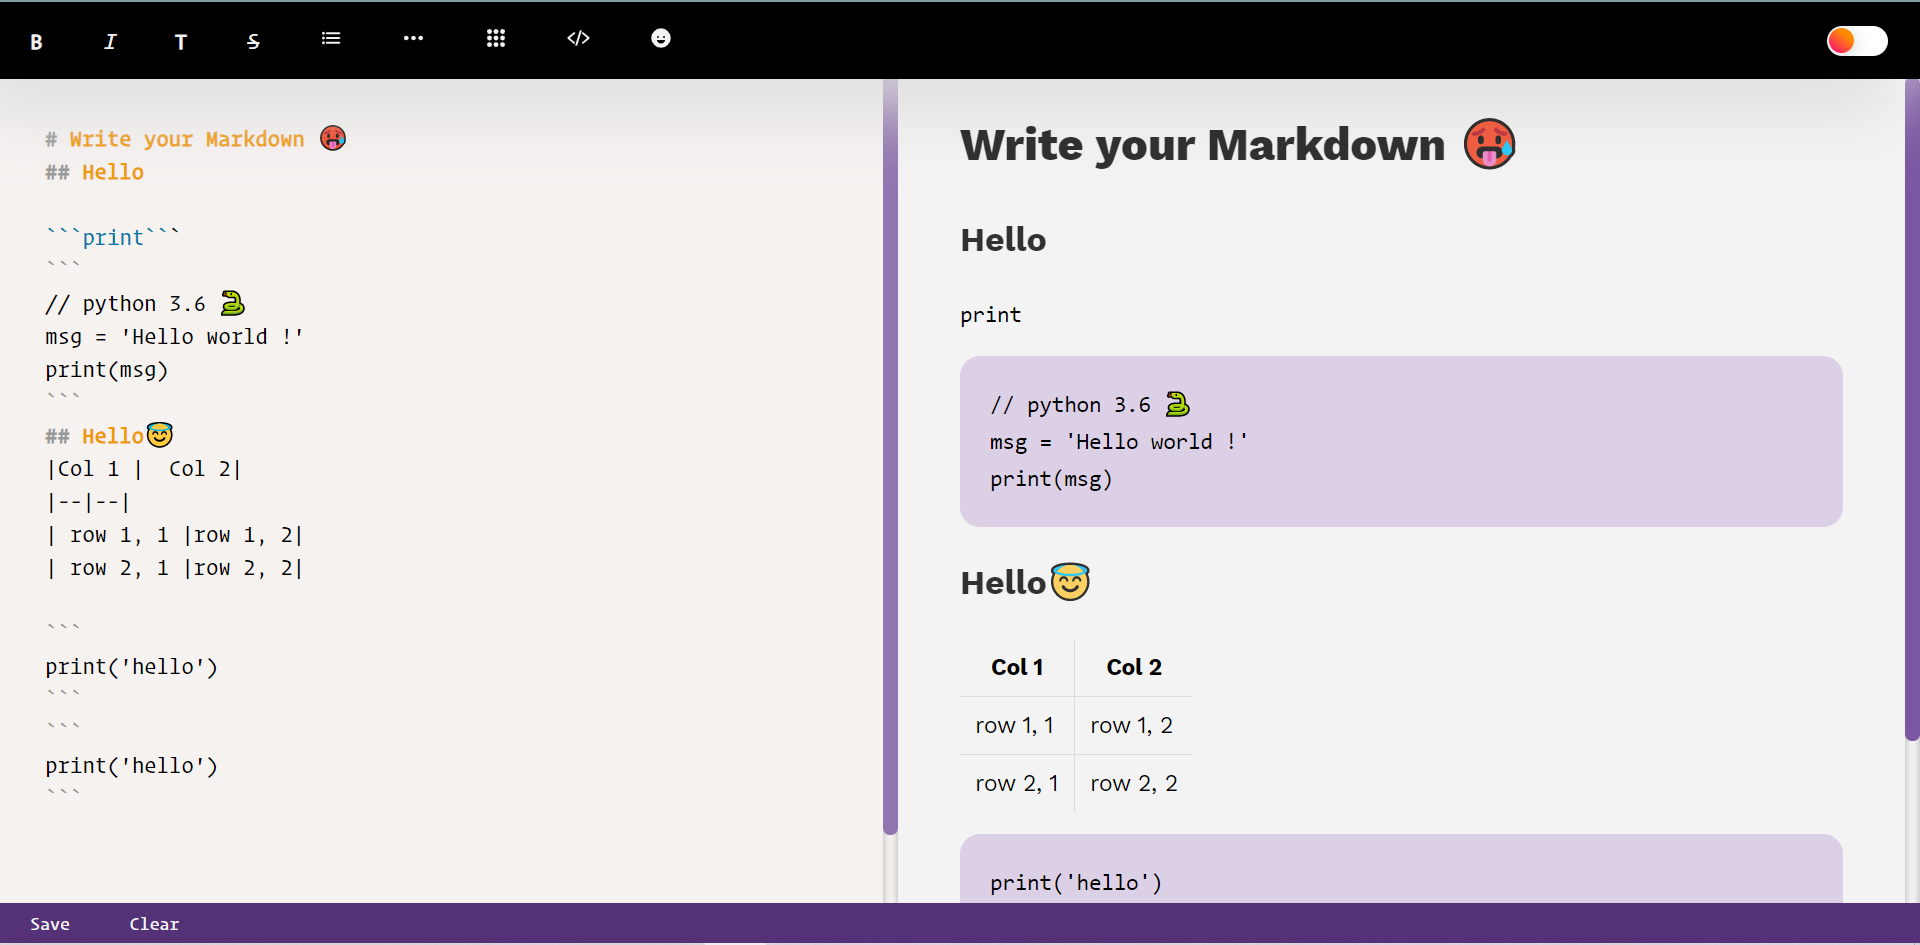 B I T S </>
# Write your Markdown 🥵
## Hello
```print```
```
// python 3.6 🐍
msg = 'Hello world !'
print(msg)
```
## Hello😇
|Col 1 |  Col 2|
|--|--|
| row 1, 1 |row 1, 2|
| row 2, 1 |row 2, 2|
```
print('hello')
```
```
print('hello')
```
Write your Markdown 🥵
Hello
print
// python 3.6 🐍
msg = 'Hello world !'
print(msg)
Hello😇
Col 1 Col 2
row 1, 1 row 1, 2
row 2, 1 row 2, 2
print('hello')
Save Clear